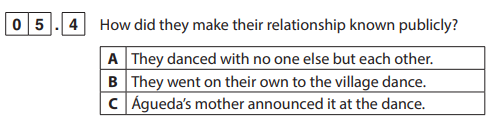 0 5 . 4 How did they make their relationship known publicly?
A They danced with no one else but each other.
B They went on their own to the village dance.
C Águeda’s mother announced it at the dance.